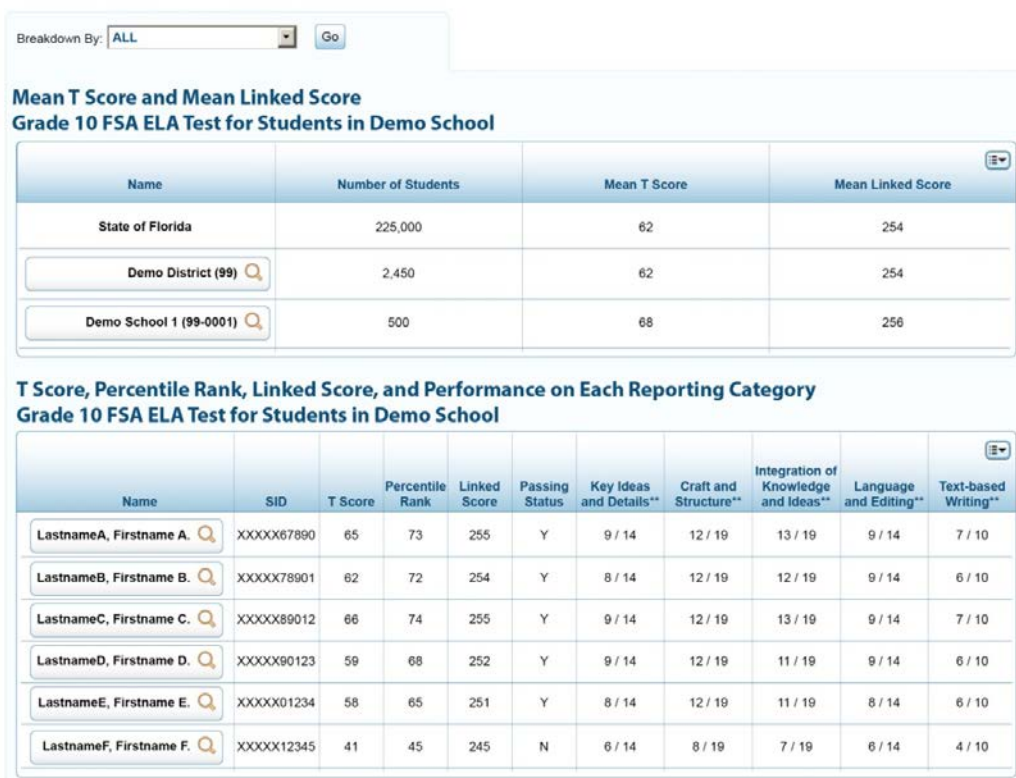 Breakdown By: ALL Go
Mean T Score and Mean Linked Score
Grade 10 FSA ELA Test for Students in Demo School
Name Number of Students Mean T Score Mean Linked Score
State of Florida 225,000 62 254
Demo District (99) 2,450 62 254
Demo School 1 (99-0001) 500 68 256
T Score, Percentile Rank, Linked Score, and Performance on Each Reporting Category
Grade 10 FSA ELA Test for Students in Demo School
Name SID T Score Percentile Rank Linked Score Passing Status Key Ideas and Details** Craft and Structure** Integration of Knowledge and Ideas** Language and Editing** Text-based Writing**
LastnameA, Firstname A. XXXXX67890 65 73 255 Y 9 / 14 12 / 19 13 / 19 9 / 14 7 / 10
LastnameB, Firstname B. XXXXX78901 62 72 254 Y 8 / 14 12 / 19 12 / 19 9 / 14 6 / 10
LastnameC, Firstname C. XXXXX89012 66 74 255 Y 9 / 14 12 / 19 13 / 19 9 / 14 7 / 10
LastnameD, Firstname D. XXXXX90123 59 68 252 Y 9 / 14 12 / 19 11 / 19 9 / 14 6 / 10
LastnameE, Firstname E. XXXXX01234 58 65 251 Y 8 / 14 12 / 19 11 / 19 8 / 14 6 / 10
LastnameF, Firstname F. XXXXX12345 41 45 245 N 6 / 14 8 / 19 7 / 19 6 / 14 4 / 10